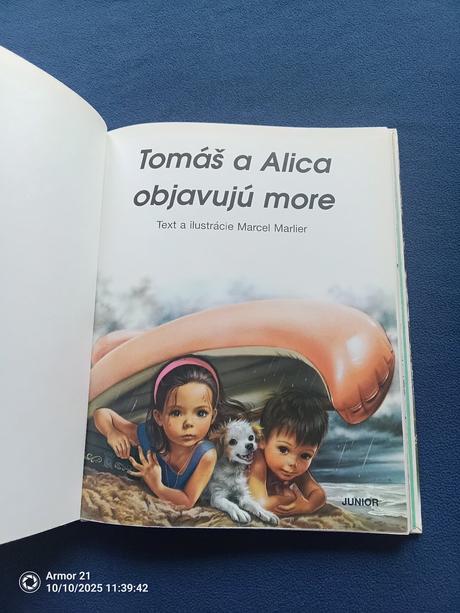 Tomáš a Alica
objavujú more
Text a ilustrácie Marcel Marlier
JUNIOR
Armor 21
10/10/2025 11:39:42